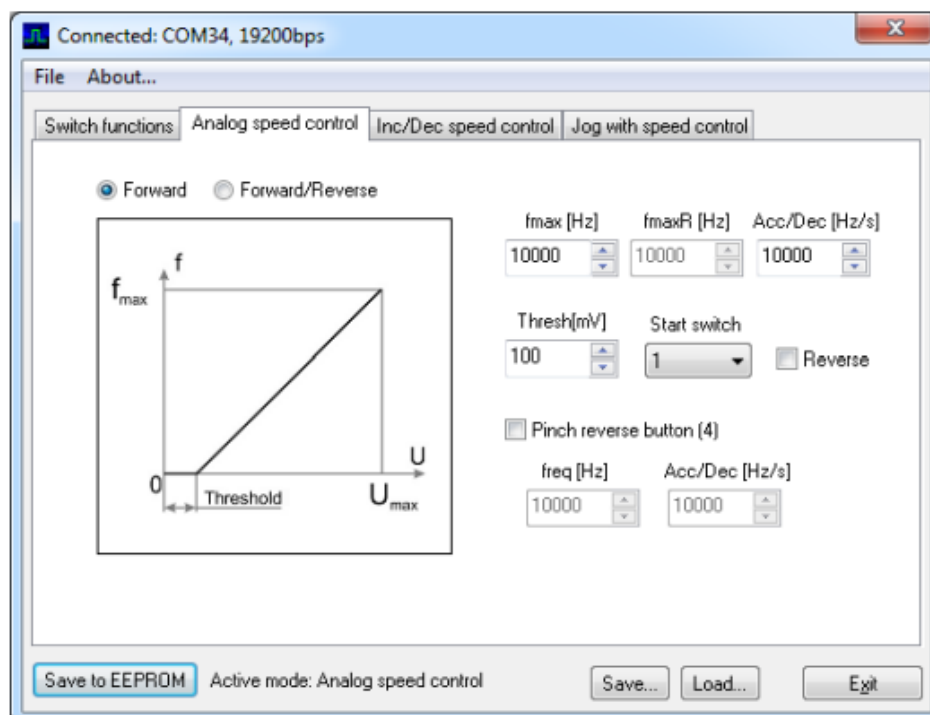 Connected: COM34, 19200bps
File About...
Switch functions Analog speed control Inc/Dec speed control Jog with speed control
Forward Forward/Reverse
fmax [Hz] fmaxR [Hz] Acc/Dec [Hz/s]
10000 10000 10000
Thresh[mV] Start switch
100 1 Reverse
Pinch reverse button (4)
freq [Hz] Acc/Dec [Hz/s]
10000 10000
f
fmax
U
0 Threshold Umax
Save to EEPROM Active mode: Analog speed control Save... Load... Exit